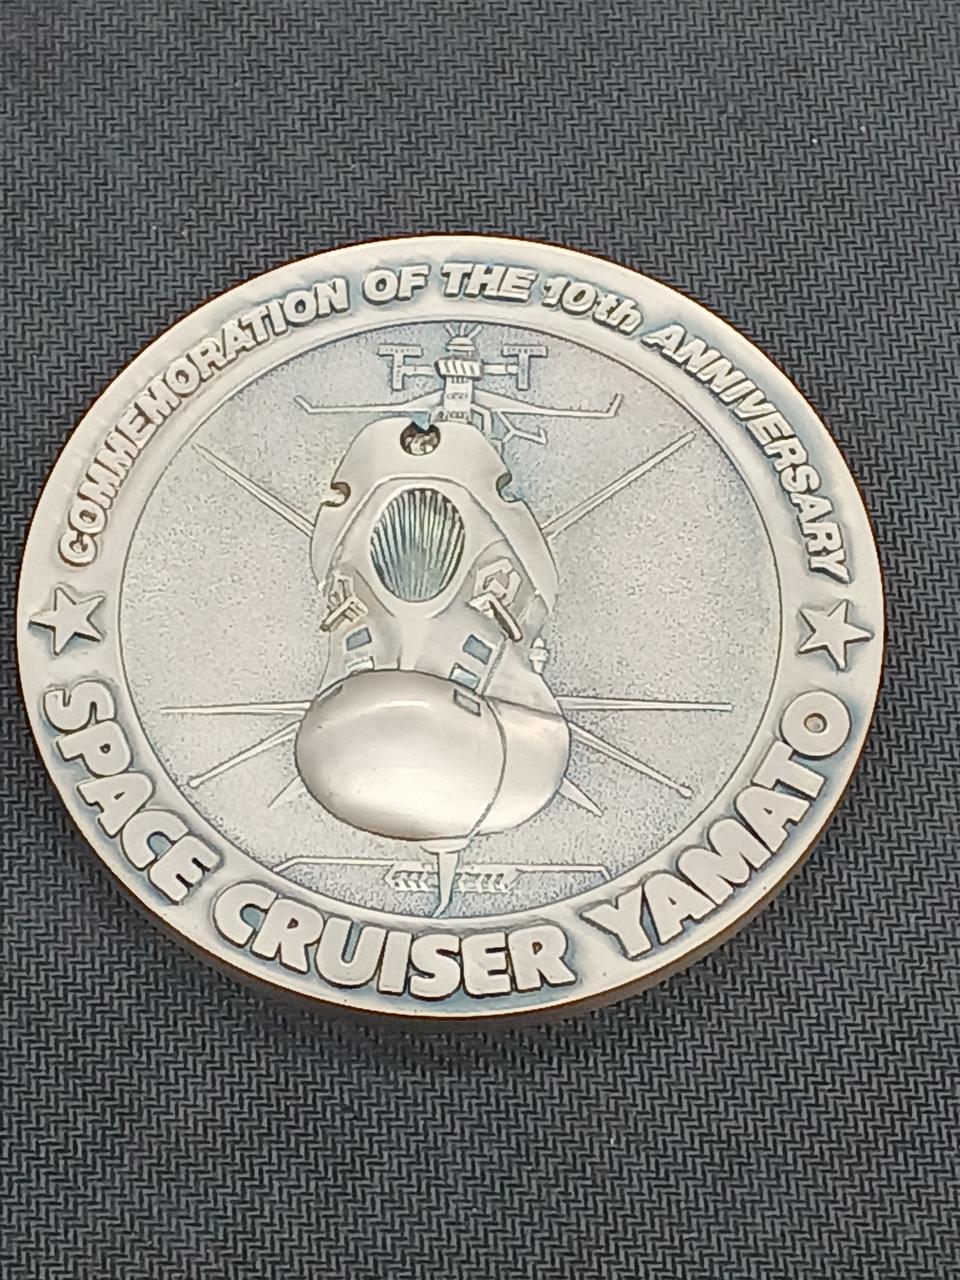 COMMEMORATION OF THE 10th ANNIVERSARY
SPACE CRUISER YAMATO